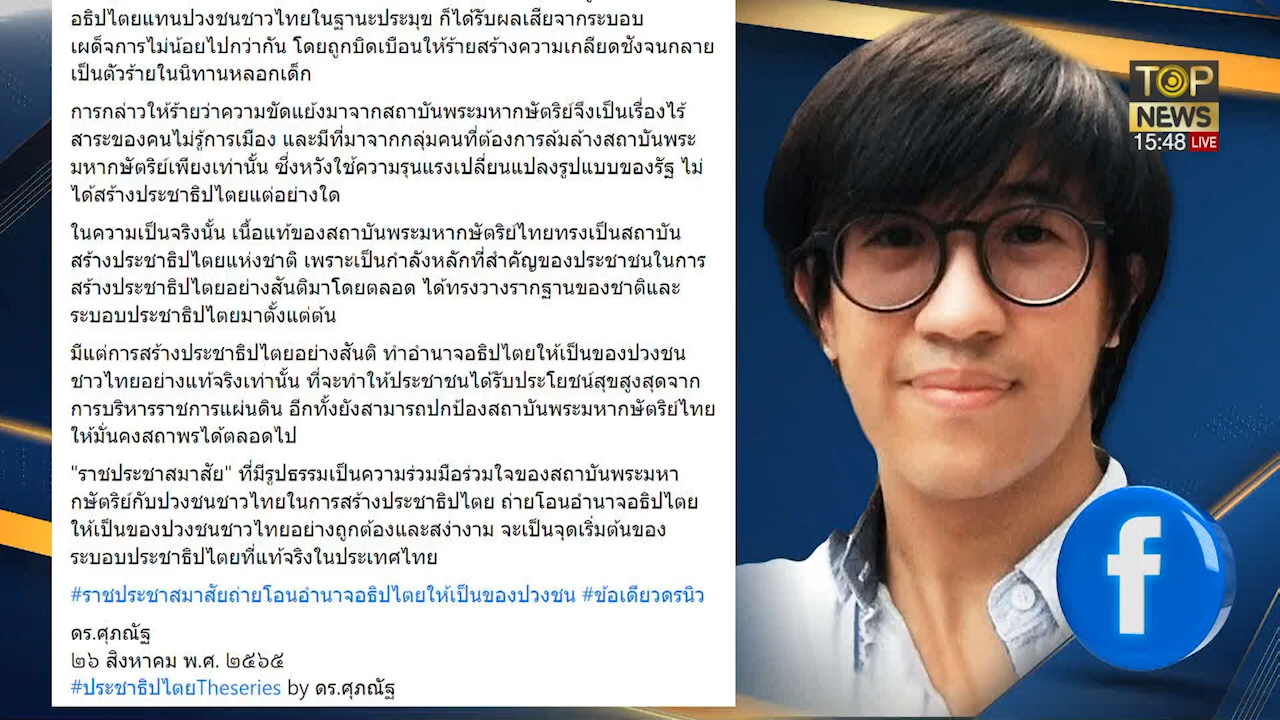 อธิปไตยแทนปวงชนชาวไทยในฐานะประมุข ก็ได้รับผลเสียจากระบอบ
เผด็จการไม่น้อยไปกว่ากัน โดยถูกบิดเบือนให้ร้ายสร้างความเกลียดชังจนกลาย
เป็นตัวร้ายในนิทานหลอกเด็ก
การกล่าวให้ร้ายว่าความขัดแย้งมาจากสถาบันพระมหากษัตริย์จึงเป็นเรื่องไร้
สาระของคนไม่รู้การเมือง และมีที่มาจากกลุ่มคนที่ต้องการล้มล้างสถาบันพระ
มหากษัตริย์เพียงเท่านั้น ซึ่งหวังใช้ความรุนแรงเปลี่ยนแปลงรูปแบบของรัฐ ไม่
ได้สร้างประชาธิปไตยแต่อย่างใด
ในความเป็นจริงนั้น เนื้อแท้ของสถาบันพระมหากษัตริย์ไทยทรงเป็นสถาบัน
สร้างประชาธิปไตยแห่งชาติ เพราะเป็นกำลังหลักที่สำคัญของประชาชนในการ
สร้างประชาธิปไตยอย่างสันติมาโดยตลอด ได้ทรงวางรากฐานของชาติและ
ระบอบประชาธิปไตยมาตั้งแต่ต้น
มีแต่การสร้างประชาธิปไตยอย่างสันติ ทำอำนาจอธิปไตยให้เป็นของปวงชน
ชาวไทยอย่างแท้จริงเท่านั้น ที่จะทำให้ประชาชนได้รับประโยชน์สุขสูงสุดจาก
การบริหารราชการแผ่นดิน อีกทั้งยังสามารถปกป้องสถาบันพระมหากษัตริย์ไทย
ให้มั่นคงสถาพรได้ตลอดไป
"ราชประชาสมาสัย" ที่มีรูปธรรมเป็นความร่วมมือร่วมใจของสถาบันพระมหา
กษัตริย์กับปวงชนชาวไทยในการสร้างประชาธิปไตย ถ่ายโอนอำนาจอธิปไตย
ให้เป็นของปวงชนชาวไทยอย่างถูกต้องและสง่างาม จะเป็นจุดเริ่มต้นของ
ระบอบประชาธิปไตยที่แท้จริงในประเทศไทย
#ราชประชาสมาสัยถ่ายโอนอำนาจอธิปไตยให้เป็นของปวงชน #ข้อเดียวดรนิว
ดร.ศุภณัฐ
๒๖ สิงหาคม พ.ศ. ๒๕๖๕
#ประชาธิปไตยTheseries by ดร.ศุภณัฐ
TOP
NEWS
15:48 LIVE
f